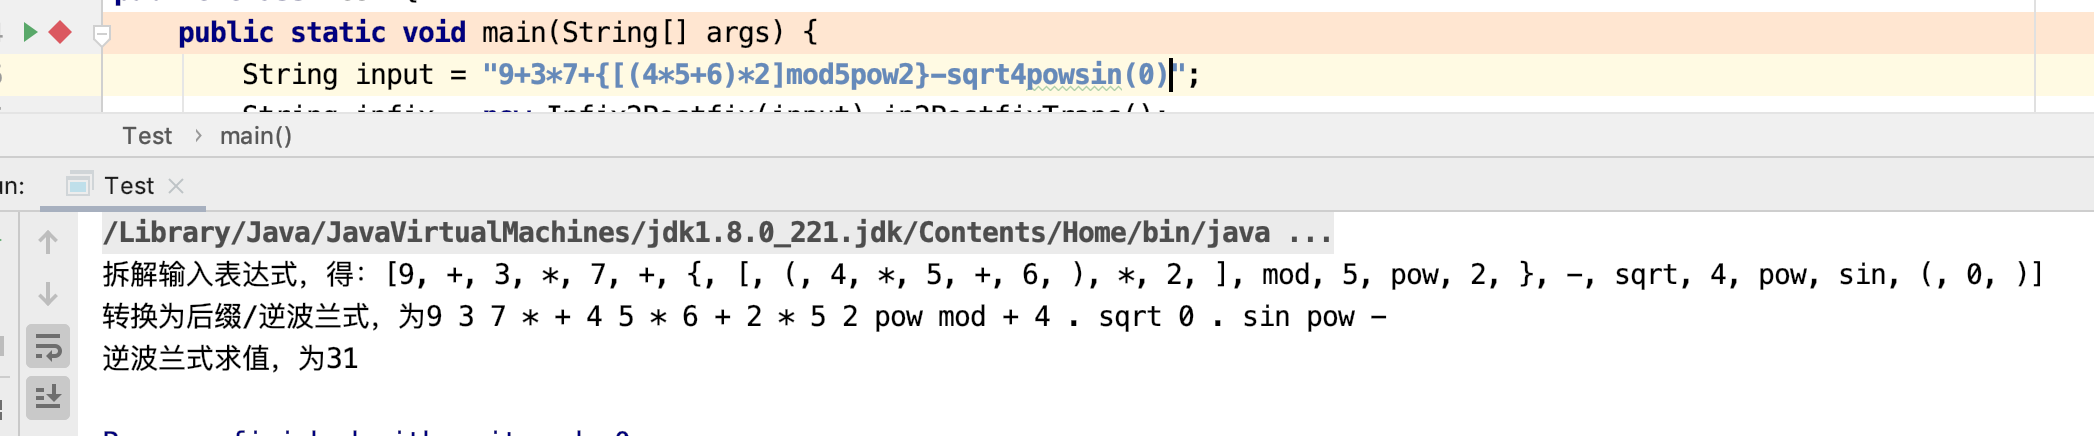 public static void main(String[] args) {
String input = "9+3*7+{[(4*5+6)*2]mod5pow2}-sqrt4powsin(0)";
Test › main()
un: Test ×
/Library/Java/JavaVirtualMachines/jdk1.8.0_221.jdk/Contents/Home/bin/java ...
拆解输入表达式，得：[9, +, 3, *, 7, +, {, [, (, 4, *, 5, +, 6, ), *, 2, ], mod, 5, pow, 2, }, -, sqrt, 4, pow, sin, (, 0, )]
转换为后缀/逆波兰式，为9 3 7 * + 4 5 * 6 + 2 * 5 2 pow mod + 4 . sqrt 0 . sin pow -
逆波兰式求值，为31